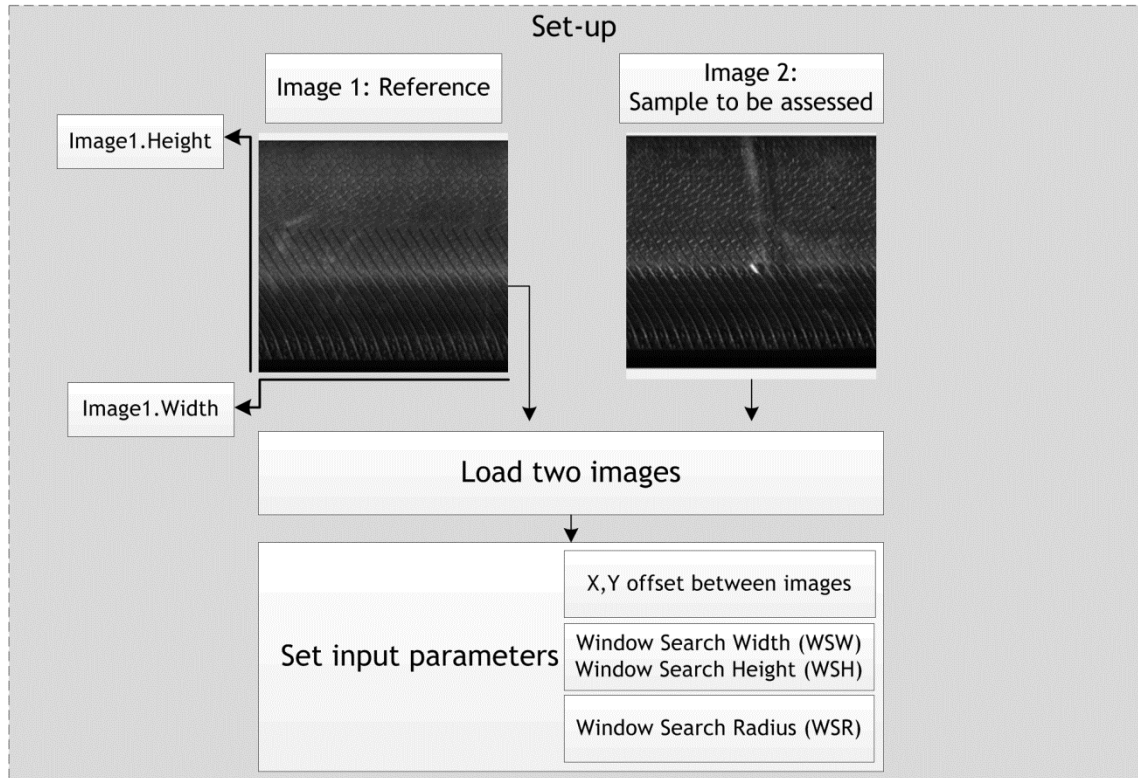 Set-up
Image 1: Reference
Image 2:
Sample to be assessed
Image1.Height
Image1.Width
Load two images
Set input parameters
X,Y offset between images
Window Search Width (WSW)
Window Search Height (WSH)
Window Search Radius (WSR)